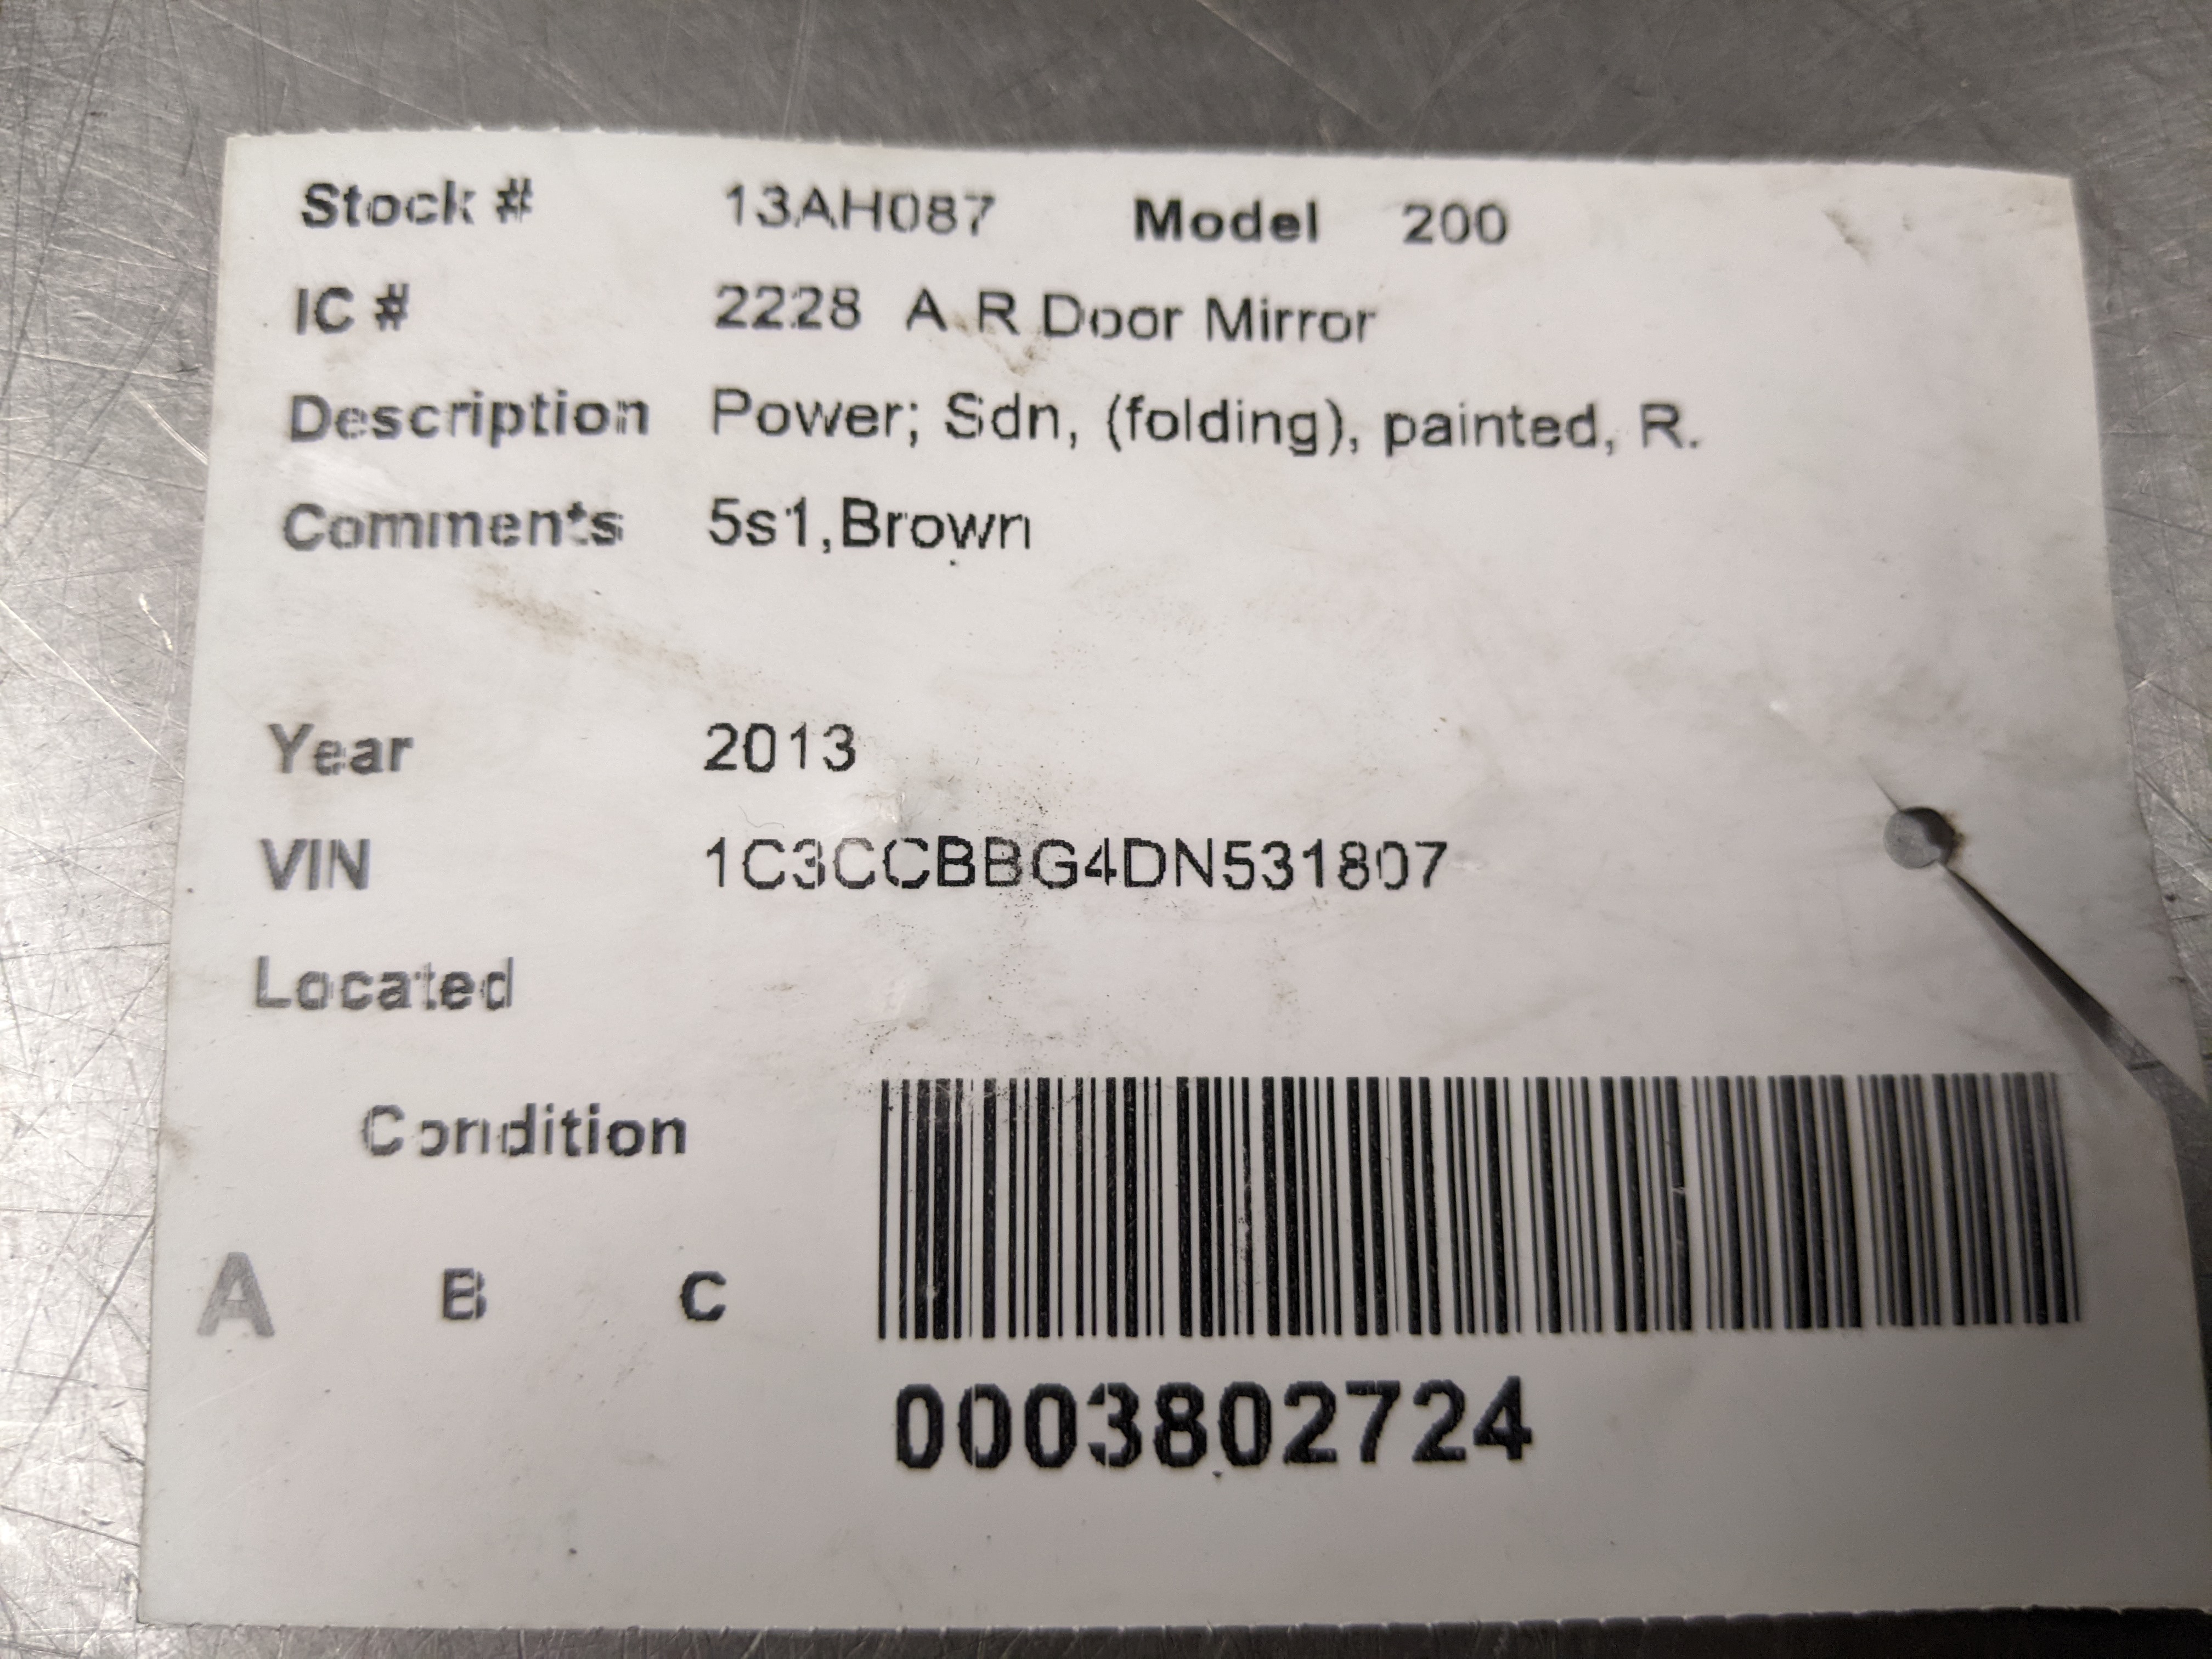 Stock # 13AH087 Model 200
IC # 2228 A R Door Mirror
Description Power; Sdn, (folding), painted, R.
Comments 5s1,Brown
Year 2013
VIN 1C3CCBBG4DN531807
Located
Condition
A B C
0003802724